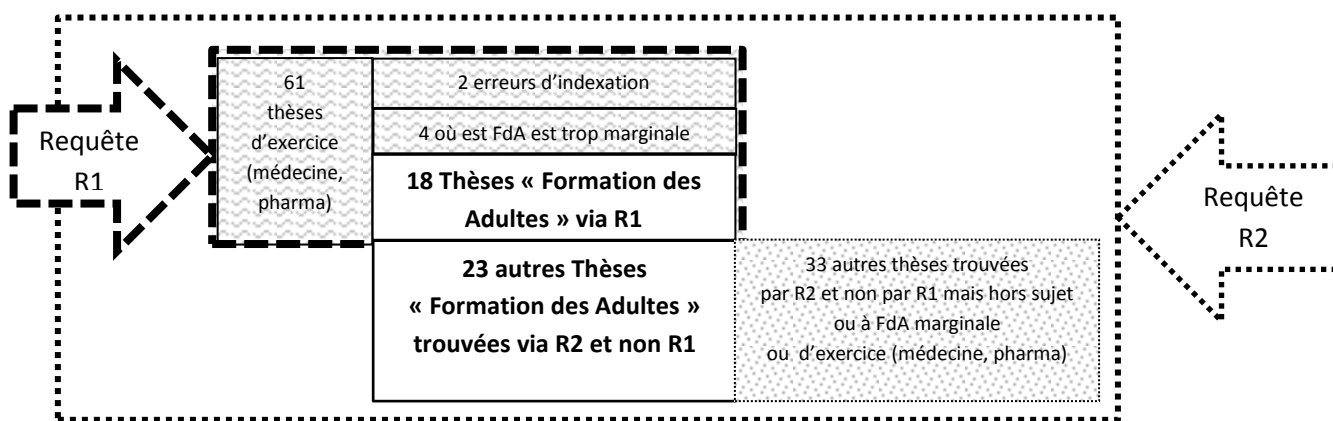 Requête
R1
61
thèses
d'exercice
(médecine,
pharma)
2 erreurs d'indexation
4 où est FdA est trop marginale
18 Thèses « Formation des
Adultes » via R1
23 autres Thèses
« Formation des Adultes »
trouvées via R2 et non R1
33 autres thèses trouvées
par R2 et non par R1 mais hors sujet
ou à FdA marginale
ou d'exercice (médecine, pharma)
Requête
R2